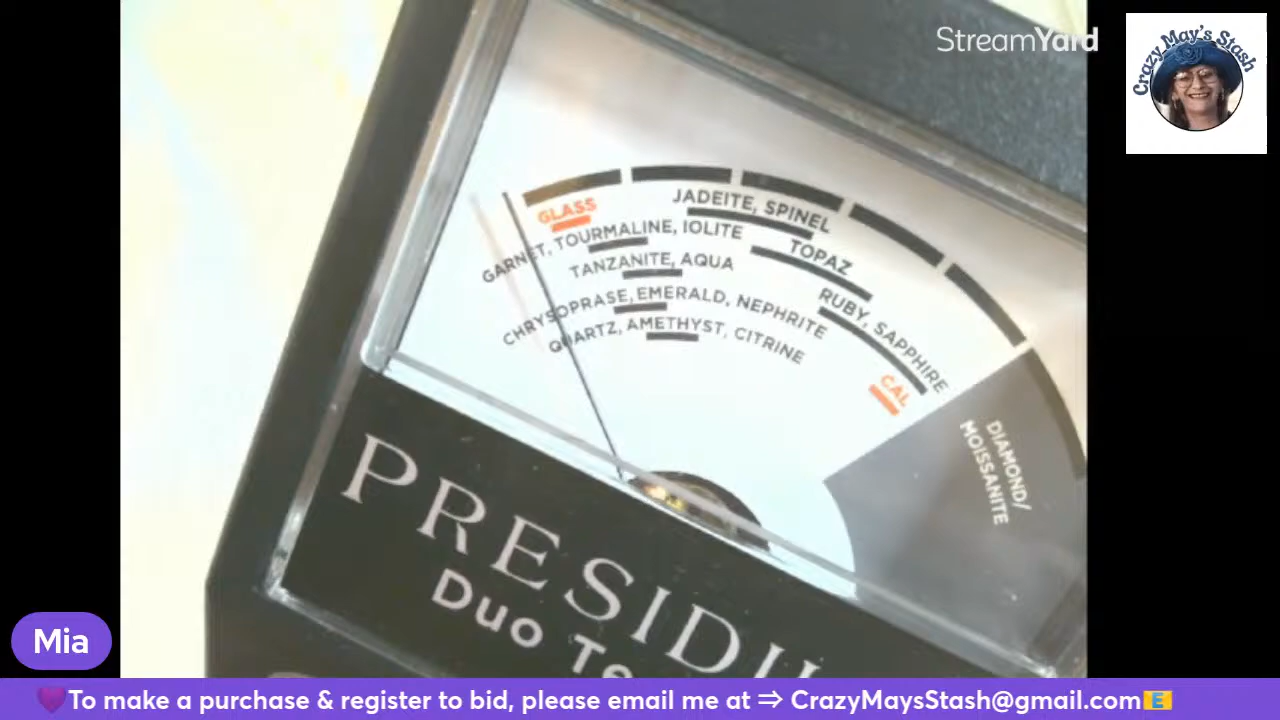 StreamYard
Crazy May's Stash
GLASS
JADEITE, SPINEL
GARNET, TOURMALINE, IOLITE
TOPAZ
TANZANITE, AQUA
RUBY, SAPPHIRE
CHRYSOPRASE, EMERALD, NEPHRITE
QUARTZ, AMETHYST, CITRINE
CAL
DIAMOND/
MOISSANITE
PRESIDIU
Duo Te
Mia
💜To make a purchase & register to bid, please email me at ⇒ CrazyMaysStash@gmail.com📧